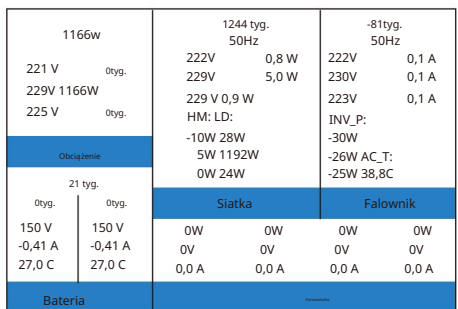 1166w
221 V 0tyg.
229V 1166W
225 V 0tyg.
Obciążenie
1244 tyg.
50Hz
222V 0,8 W
229V 5,0 W
229 V 0,9 W
HM: LD:
-10W 28W
5W 1192W
0W 24W
Siatka
-81tyg.
50Hz
222V 0,1 A
230V 0,1 A
223V 0,1 A
INV_P:
-30W
-26W AC_T:
-25W 38,8C
Falownik
21 tyg.
0tyg. 0tyg.
150 V 150 V
-0,41 A -0,41 A
27,0 C 27,0 C
Bateria
0W 0W 0W 0W
0V 0V 0V 0V
0,0 A 0,0 A 0,0 A 0,0 A